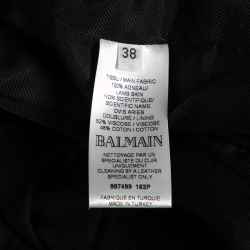 38
TISSU / MAIN FABRIC
100% AGNEAU/
LAMB SKIN
NOM SCIENTIFIQUE/
SCIENTIFIC NAME
OVIS ARIES
DOUBLURE / LINING
52% VISCOSE / VISCOSE
48% COTON / COTTON
BALMAIN
NETTOYAGE PAR UN
SPECIALISTE DU CUIR
UNIQUEMENT
CLEANING BY A LEATHER
SPECIALIST ONLY
997499 163P
FABRIQUE EN TURQUIE
MADE IN TURKEY